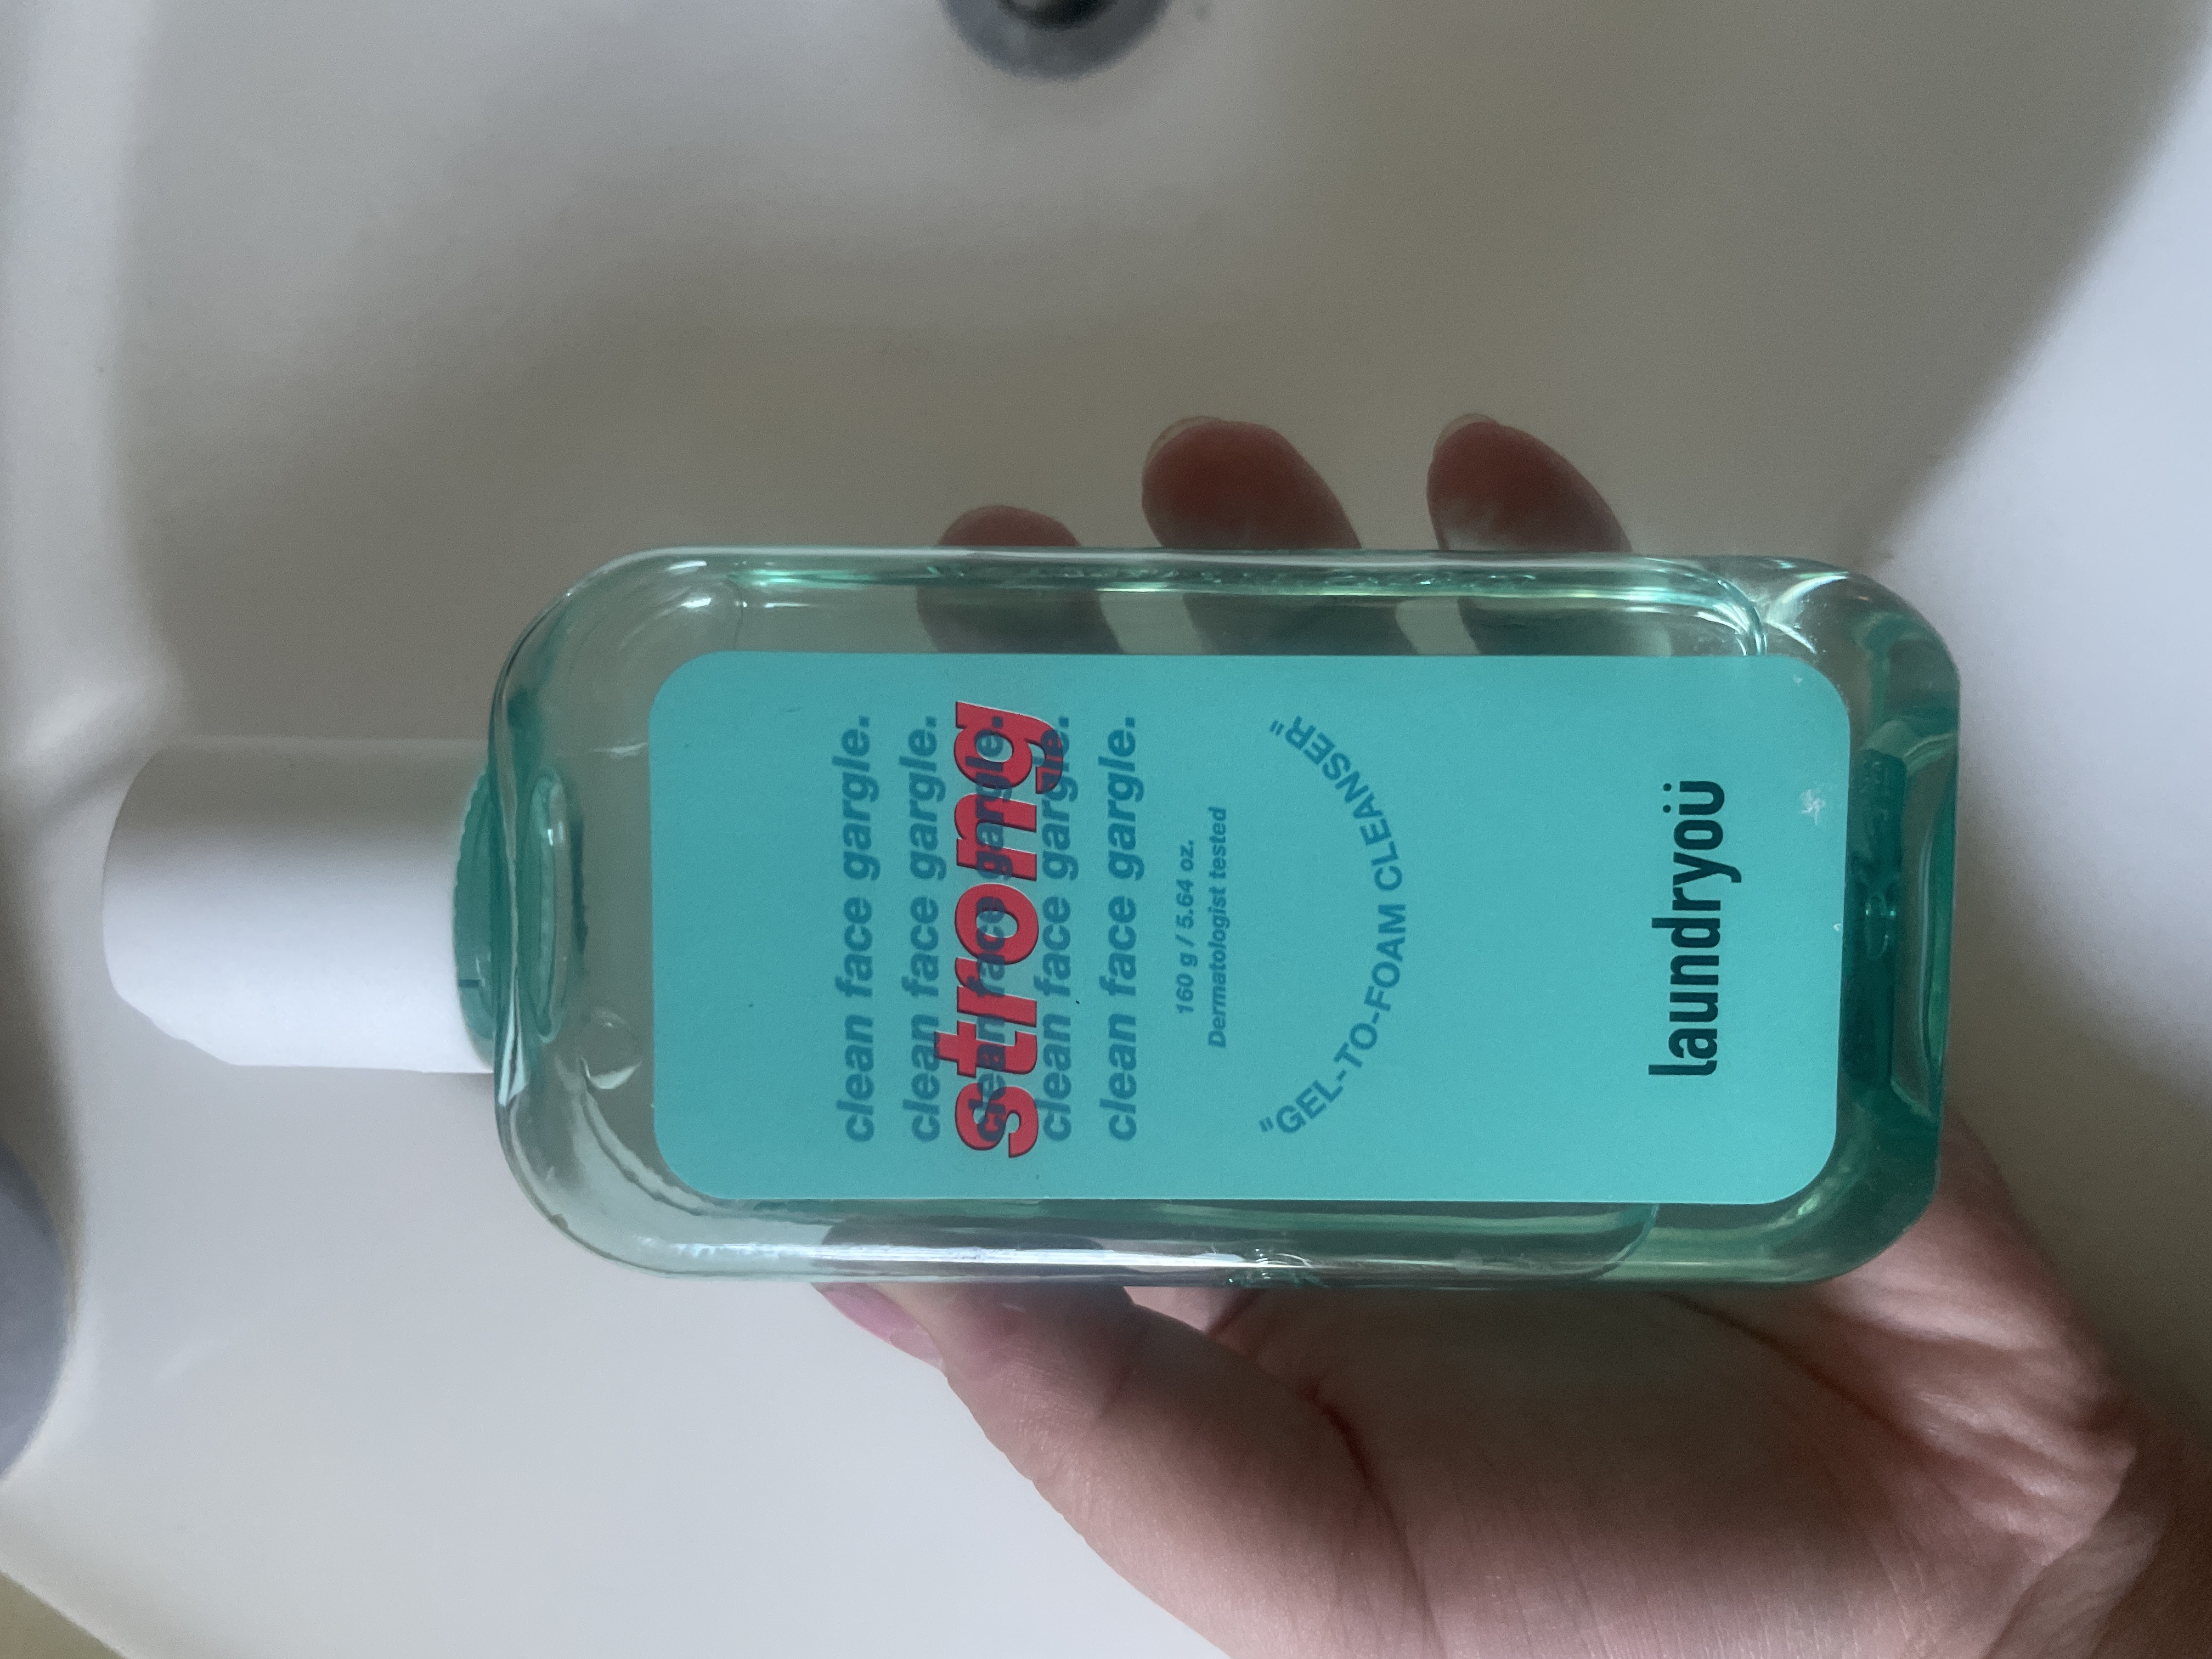 clean face gargle.
clean face gargle.
strong
clean face gargle.
clean face gargle.
clean face gargle.
160 g / 5.64 oz.
Dermatologist tested
"GEL-TO-FOAM CLEANSER"
laundryoü